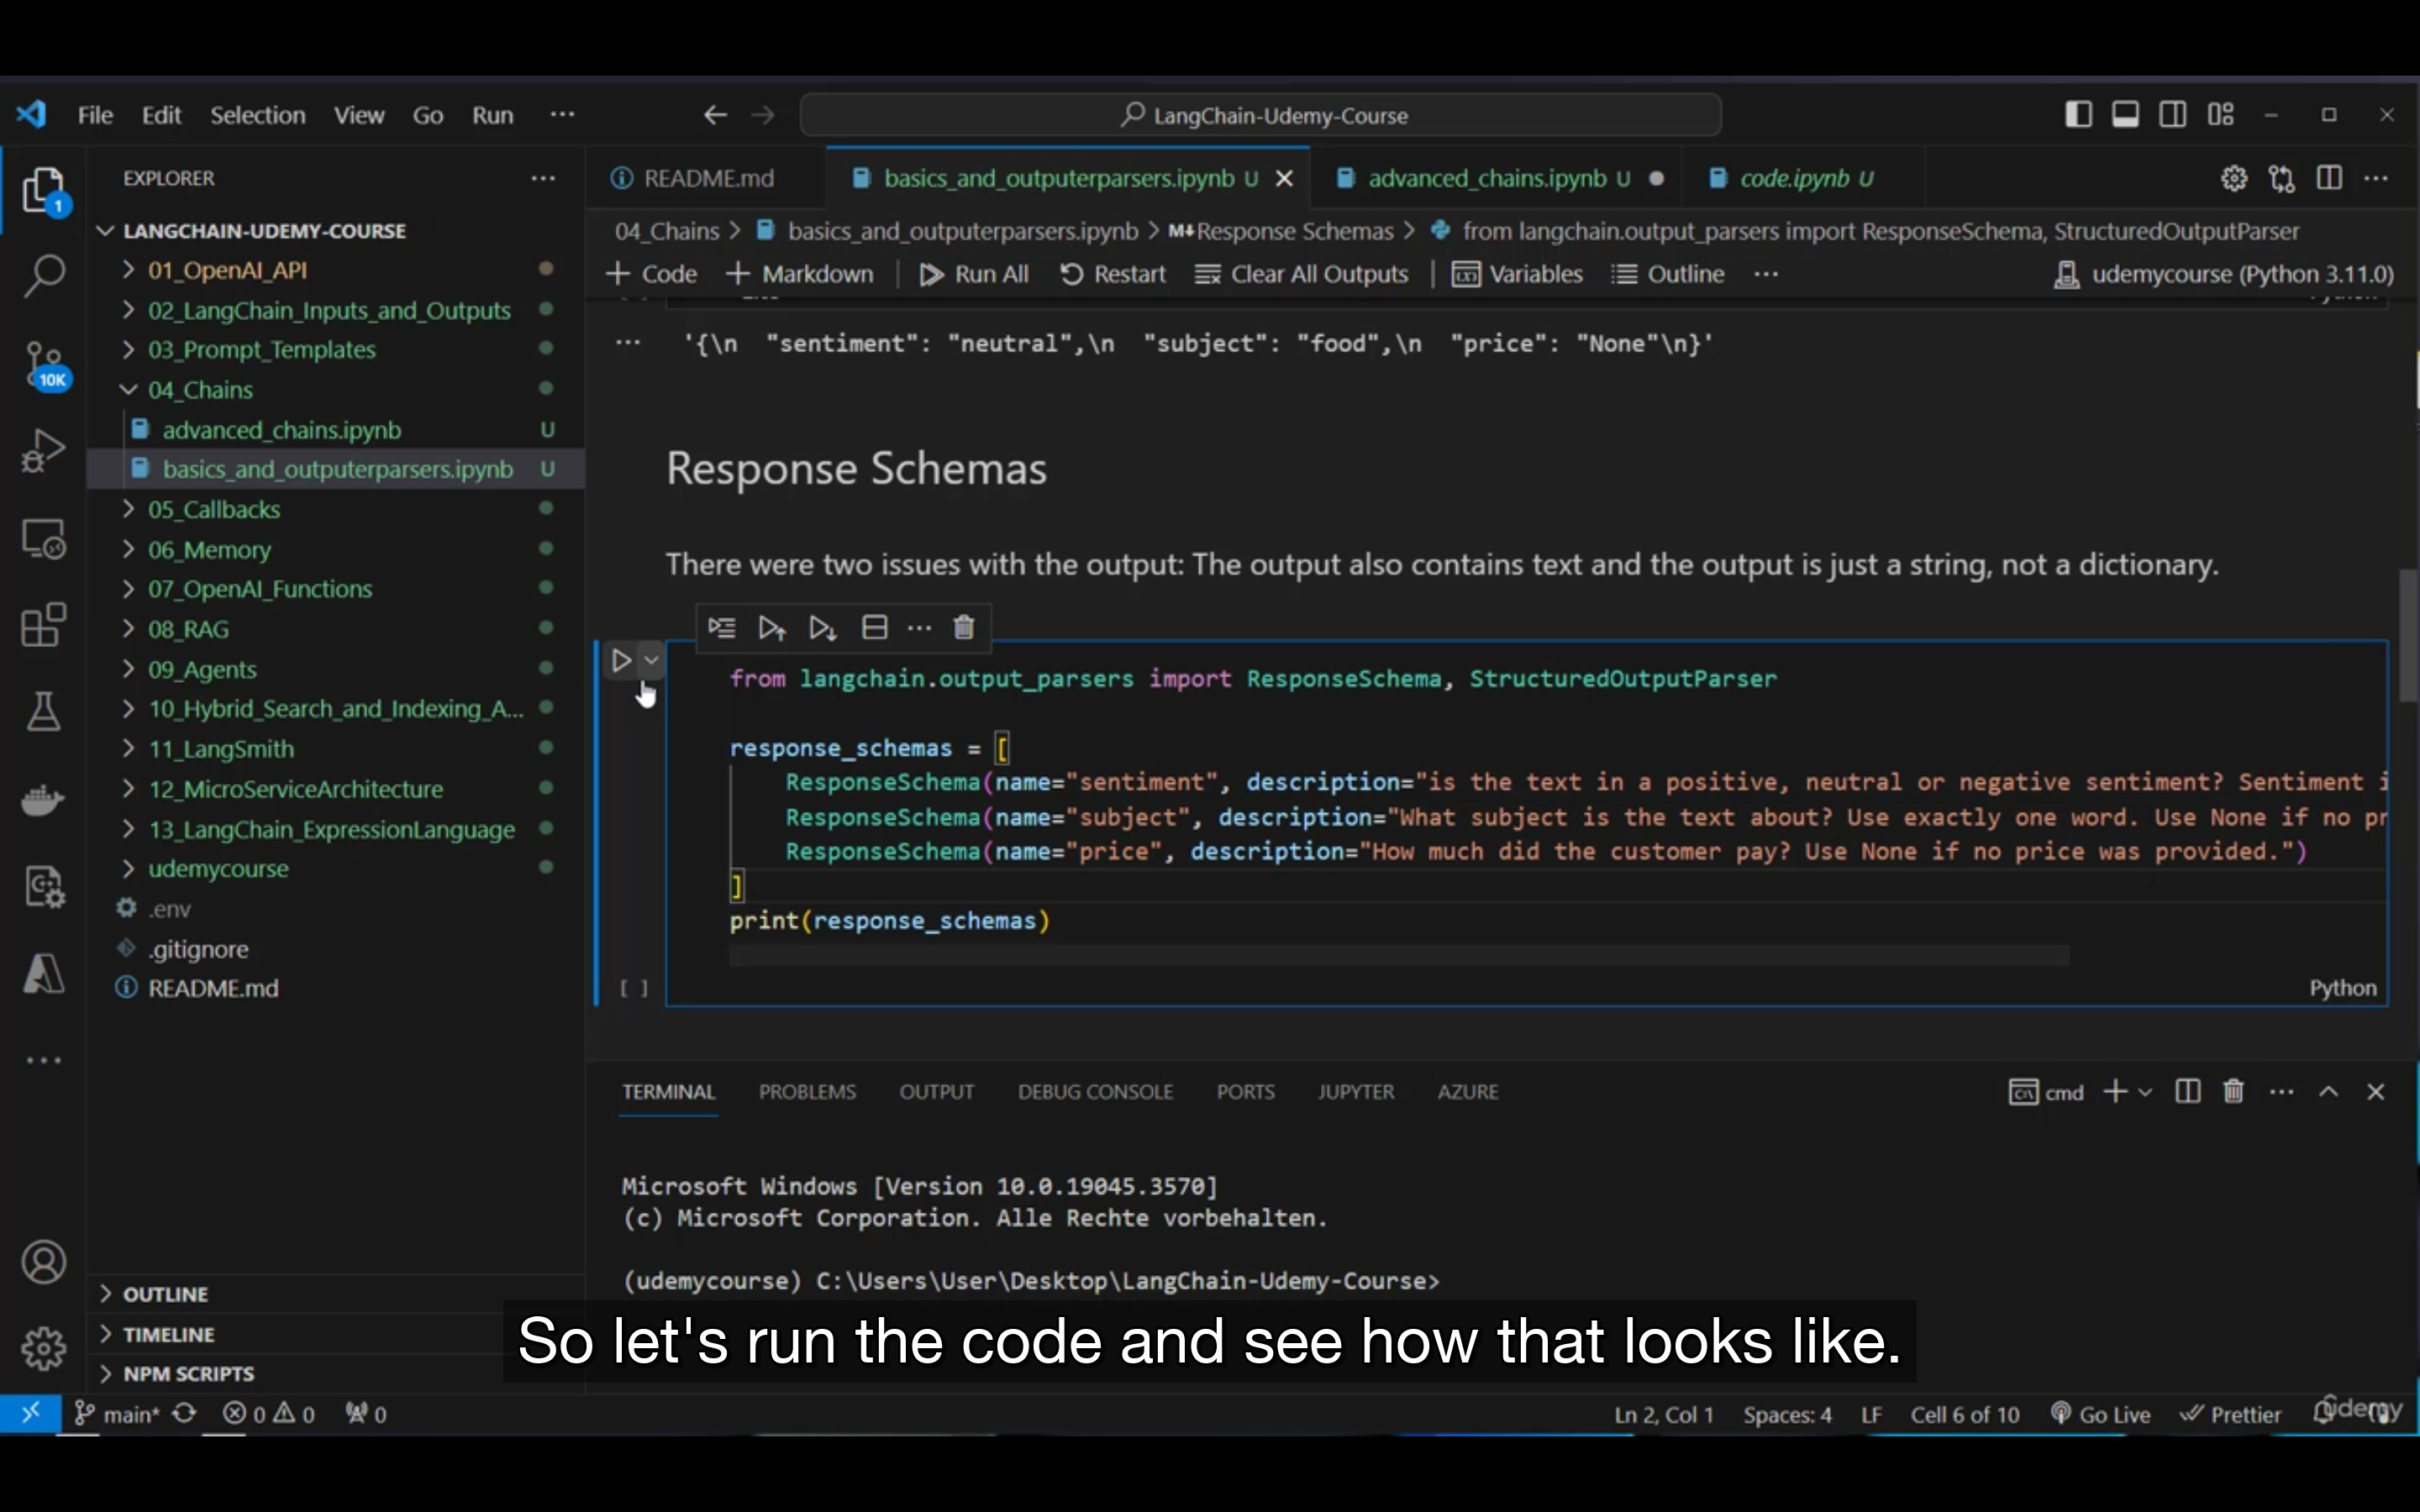 File Edit Selection View Go Run ··· LangChain-Udemy-Course
EXPLORER
1
10K
LANGCHAIN-UDEMY-COURSE
01_OpenAI_API
02_LangChain_Inputs_and_Outputs
03_Prompt_Templates
04_Chains
advanced_chains.ipynb U
basics_and_outputerparsers.ipynb U
05_Callbacks
06_Memory
07_OpenAI_Functions
08_RAG
09_Agents
10_Hybrid_Search_and_Indexing_A...
11_LangSmith
12_MicroServiceArchitecture
13_LangChain_ExpressionLanguage
udemycourse
.env
.gitignore
README.md
OUTLINE
TIMELINE
NPM SCRIPTS
README.md basics_and_outputerparsers.ipynb U advanced_chains.ipynb U code.ipynb U
04_Chains > basics_and_outputerparsers.ipynb > M↓Response Schemas > from langchain.output_parsers import ResponseSchema, StructuredOutputParser
+ Code + Markdown Run All Restart Clear All Outputs Variables Outline ··· udemycourse (Python 3.11.0)
'{\n  "sentiment": "neutral",\n  "subject": "food",\n  "price": "None"\n}'
Response Schemas
There were two issues with the output: The output also contains text and the output is just a string, not a dictionary.
from langchain.output_parsers import ResponseSchema, StructuredOutputParser
response_schemas = [
    ResponseSchema(name="sentiment", description="is the text in a positive, neutral or negative sentiment? Sentiment i
    ResponseSchema(name="subject", description="What subject is the text about? Use exactly one word. Use None if no pr
    ResponseSchema(name="price", description="How much did the customer pay? Use None if no price was provided.")
]
print(response_schemas)
[ ] Python
TERMINAL PROBLEMS OUTPUT DEBUG CONSOLE PORTS JUPYTER AZURE cmd
Microsoft Windows [Version 10.0.19045.3570]
(c) Microsoft Corporation. Alle Rechte vorbehalten.
(udemycourse) C:\Users\User\Desktop\LangChain-Udemy-Course>
So let's run the code and see how that looks like.
main* 0 0 0 Ln 2, Col 1 Spaces: 4 LF Cell 6 of 10 Go Live Prettier udemy